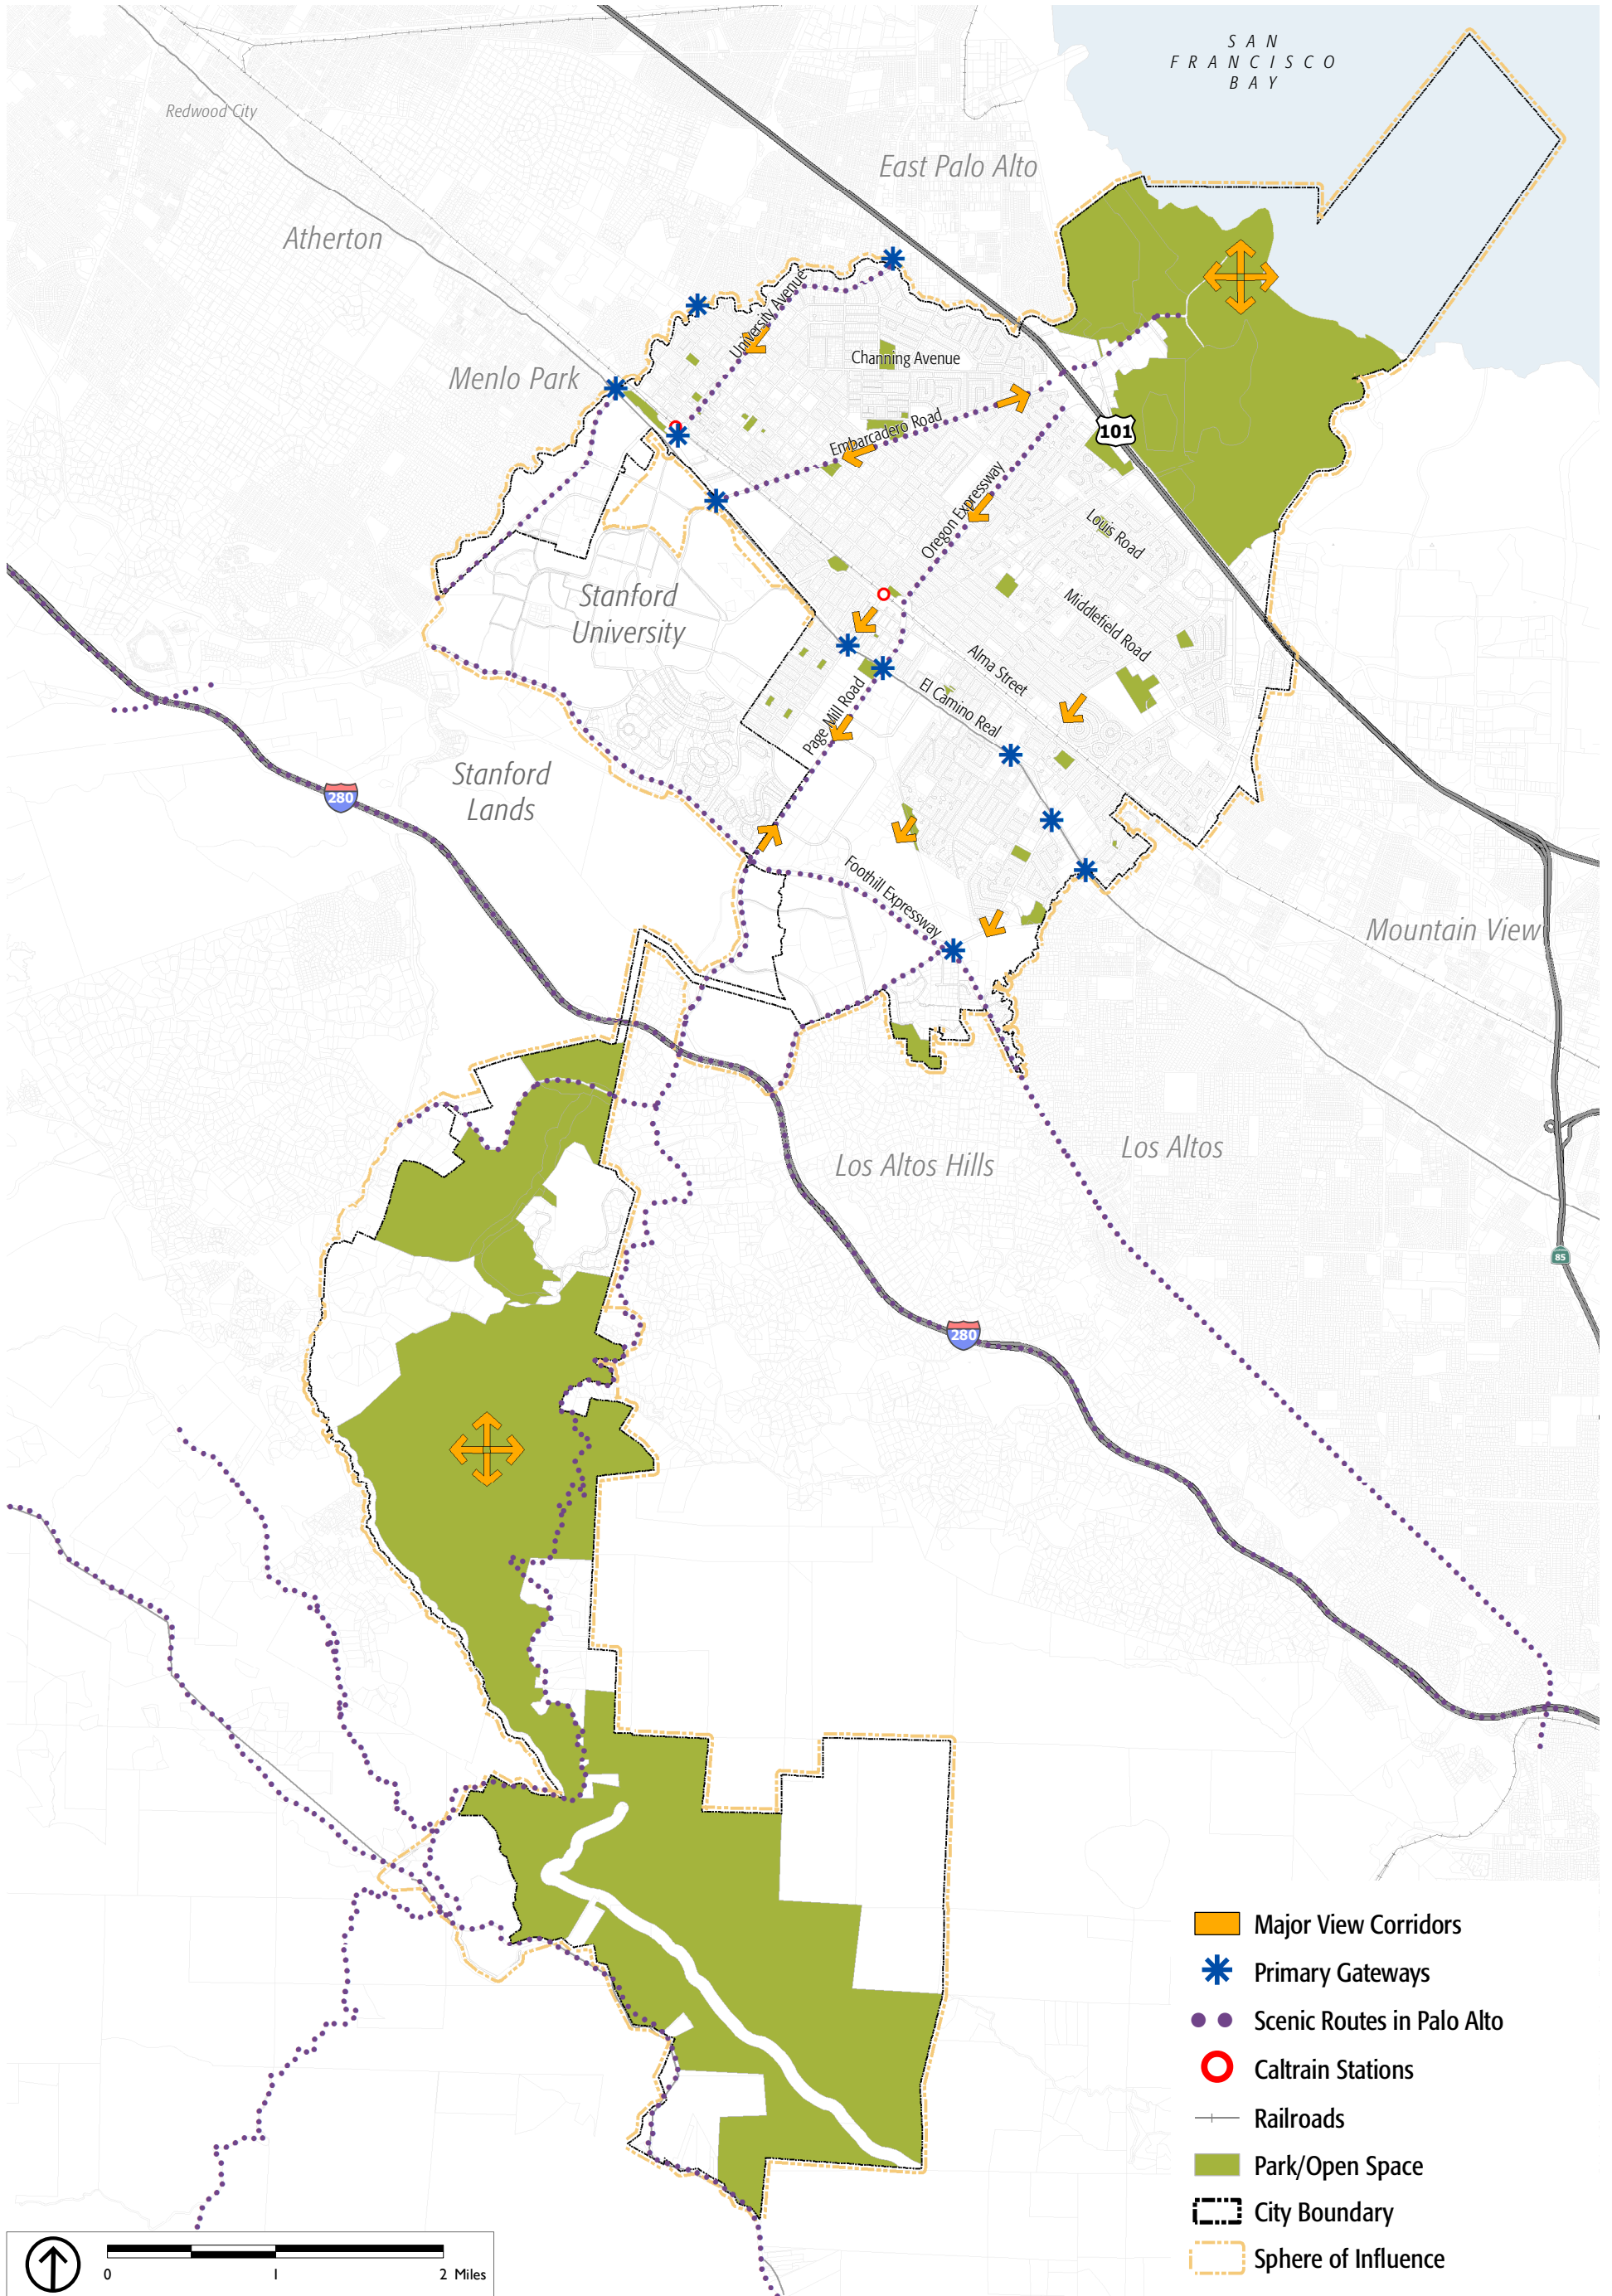 SAN
FRANCISCO
BAY
Redwood City
East Palo Alto
Atherton
University Avenue
Channing Avenue
Menlo Park
Embarcadero Road
101
Oregon Expressway
Louis Road
Stanford
University
Middlefield Road
Alma Street
El Camino Real
Page Mill Road
Stanford
Lands
280
Foothill Expressway
Mountain View
Los Altos Hills
Los Altos
85
280
Major View Corridors
Primary Gateways
Scenic Routes in Palo Alto
Caltrain Stations
Railroads
Park/Open Space
City Boundary
Sphere of Influence
0 1 2 Miles